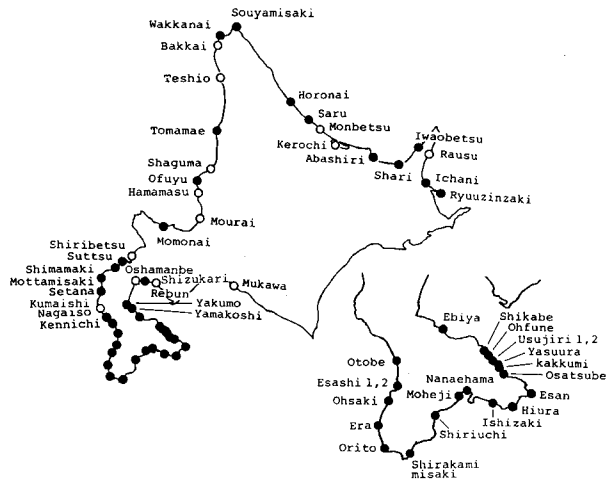 Souyamisaki
Wakkanai
Bakkai
Teshio
Horonai
Saru
Monbetsu
Tomamae
Iwaobetsu
Kerochi
Rausu
Abashiri
Shaguma
Shari
Ichani
Ofuyu
Ryuuzinzaki
Hamamasu
Mourai
Momonai
Shiribetsu
Suttsu
Oshamanbe
Shimamaki
Shizukari
Mottamisaki
Mukawa
Setana
Rebun
Kumaishi
Yakumo
Nagaiso
Yamakoshi
Kennichi
Shikabe
Ebiya
Ohfune
Usujiri 1,2
Yasuura
Otobe
kakkumi
Nanaehama
Osatsube
Esashi 1,2
Moheji
Esan
Ohsaki
Hiura
Ishizaki
Era
Shiriuchi
Orito
Shirakami
misaki